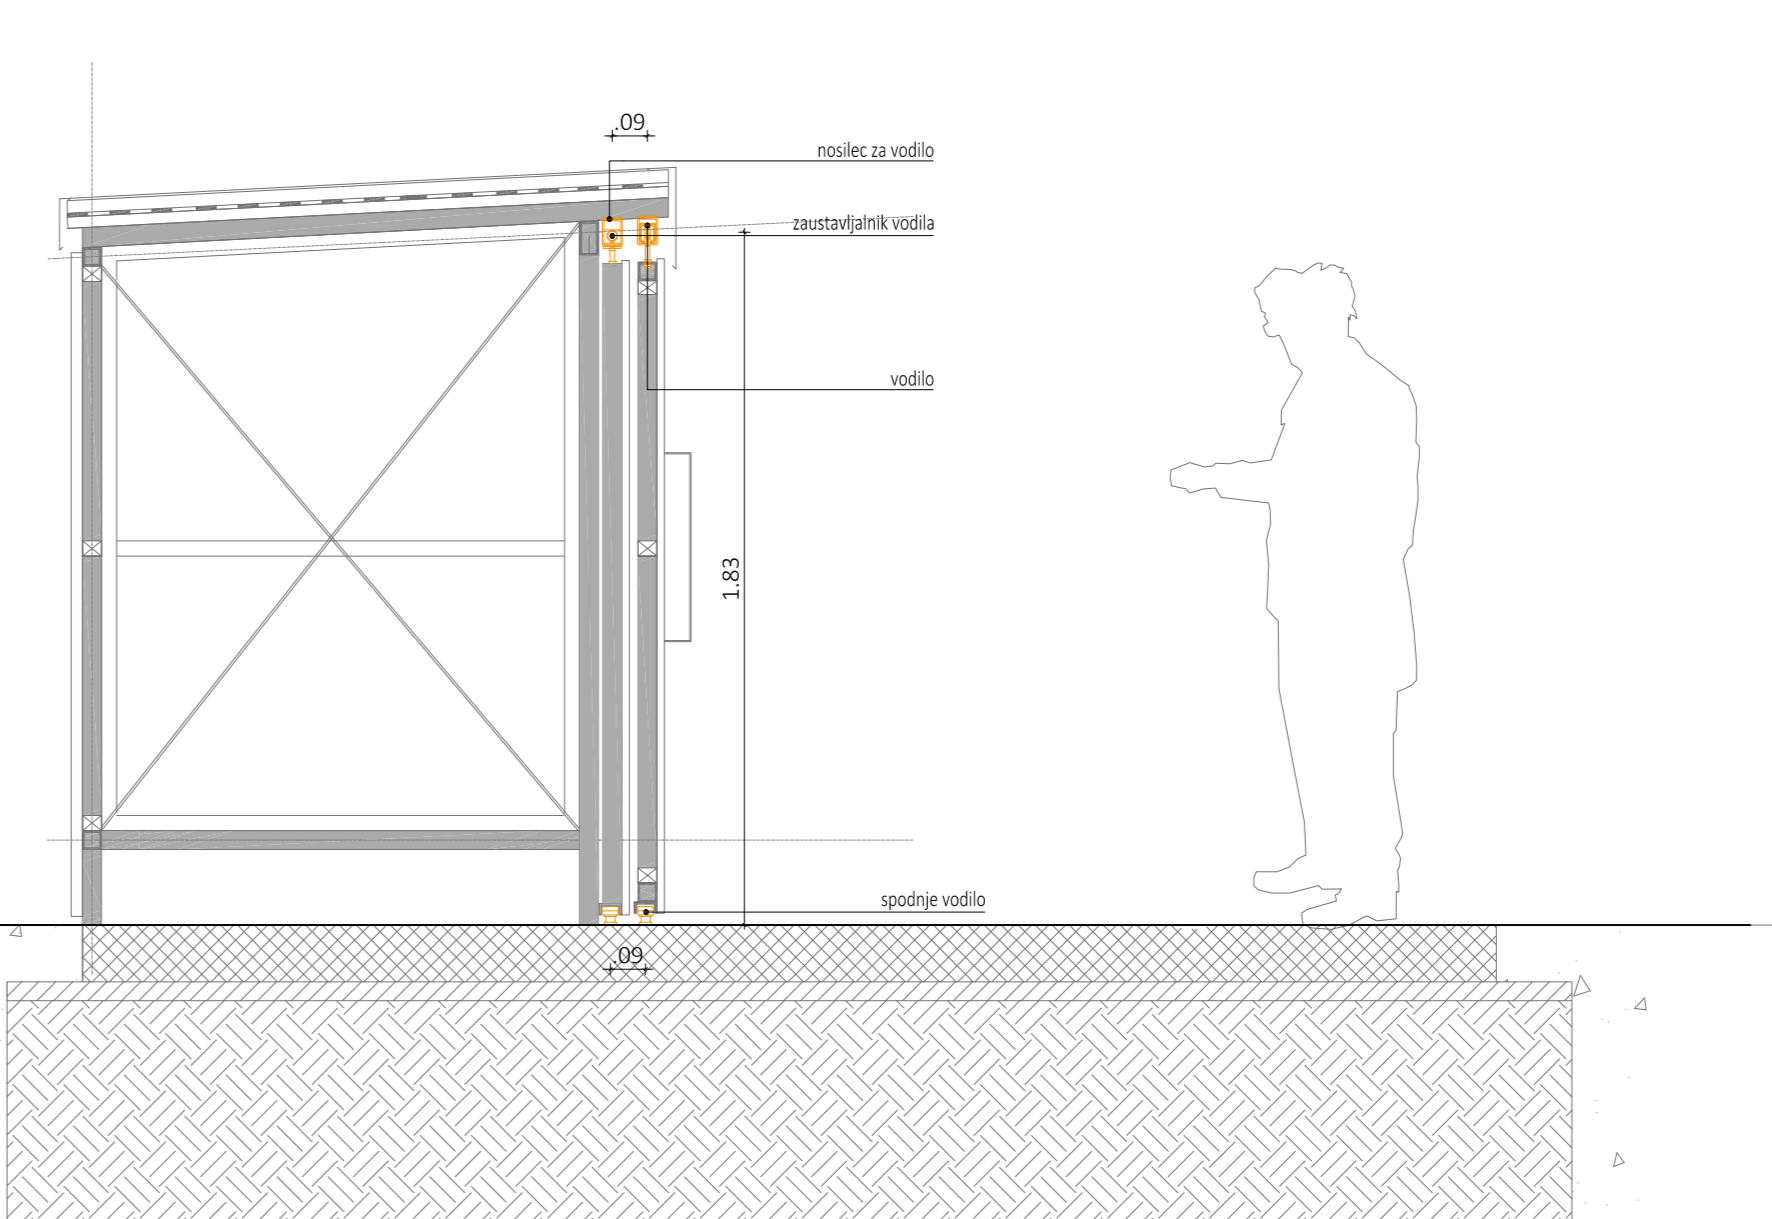 .09
nosilec za vodilo
zaustavljalnik vodila
vodilo
1.83
spodnje vodilo
.09